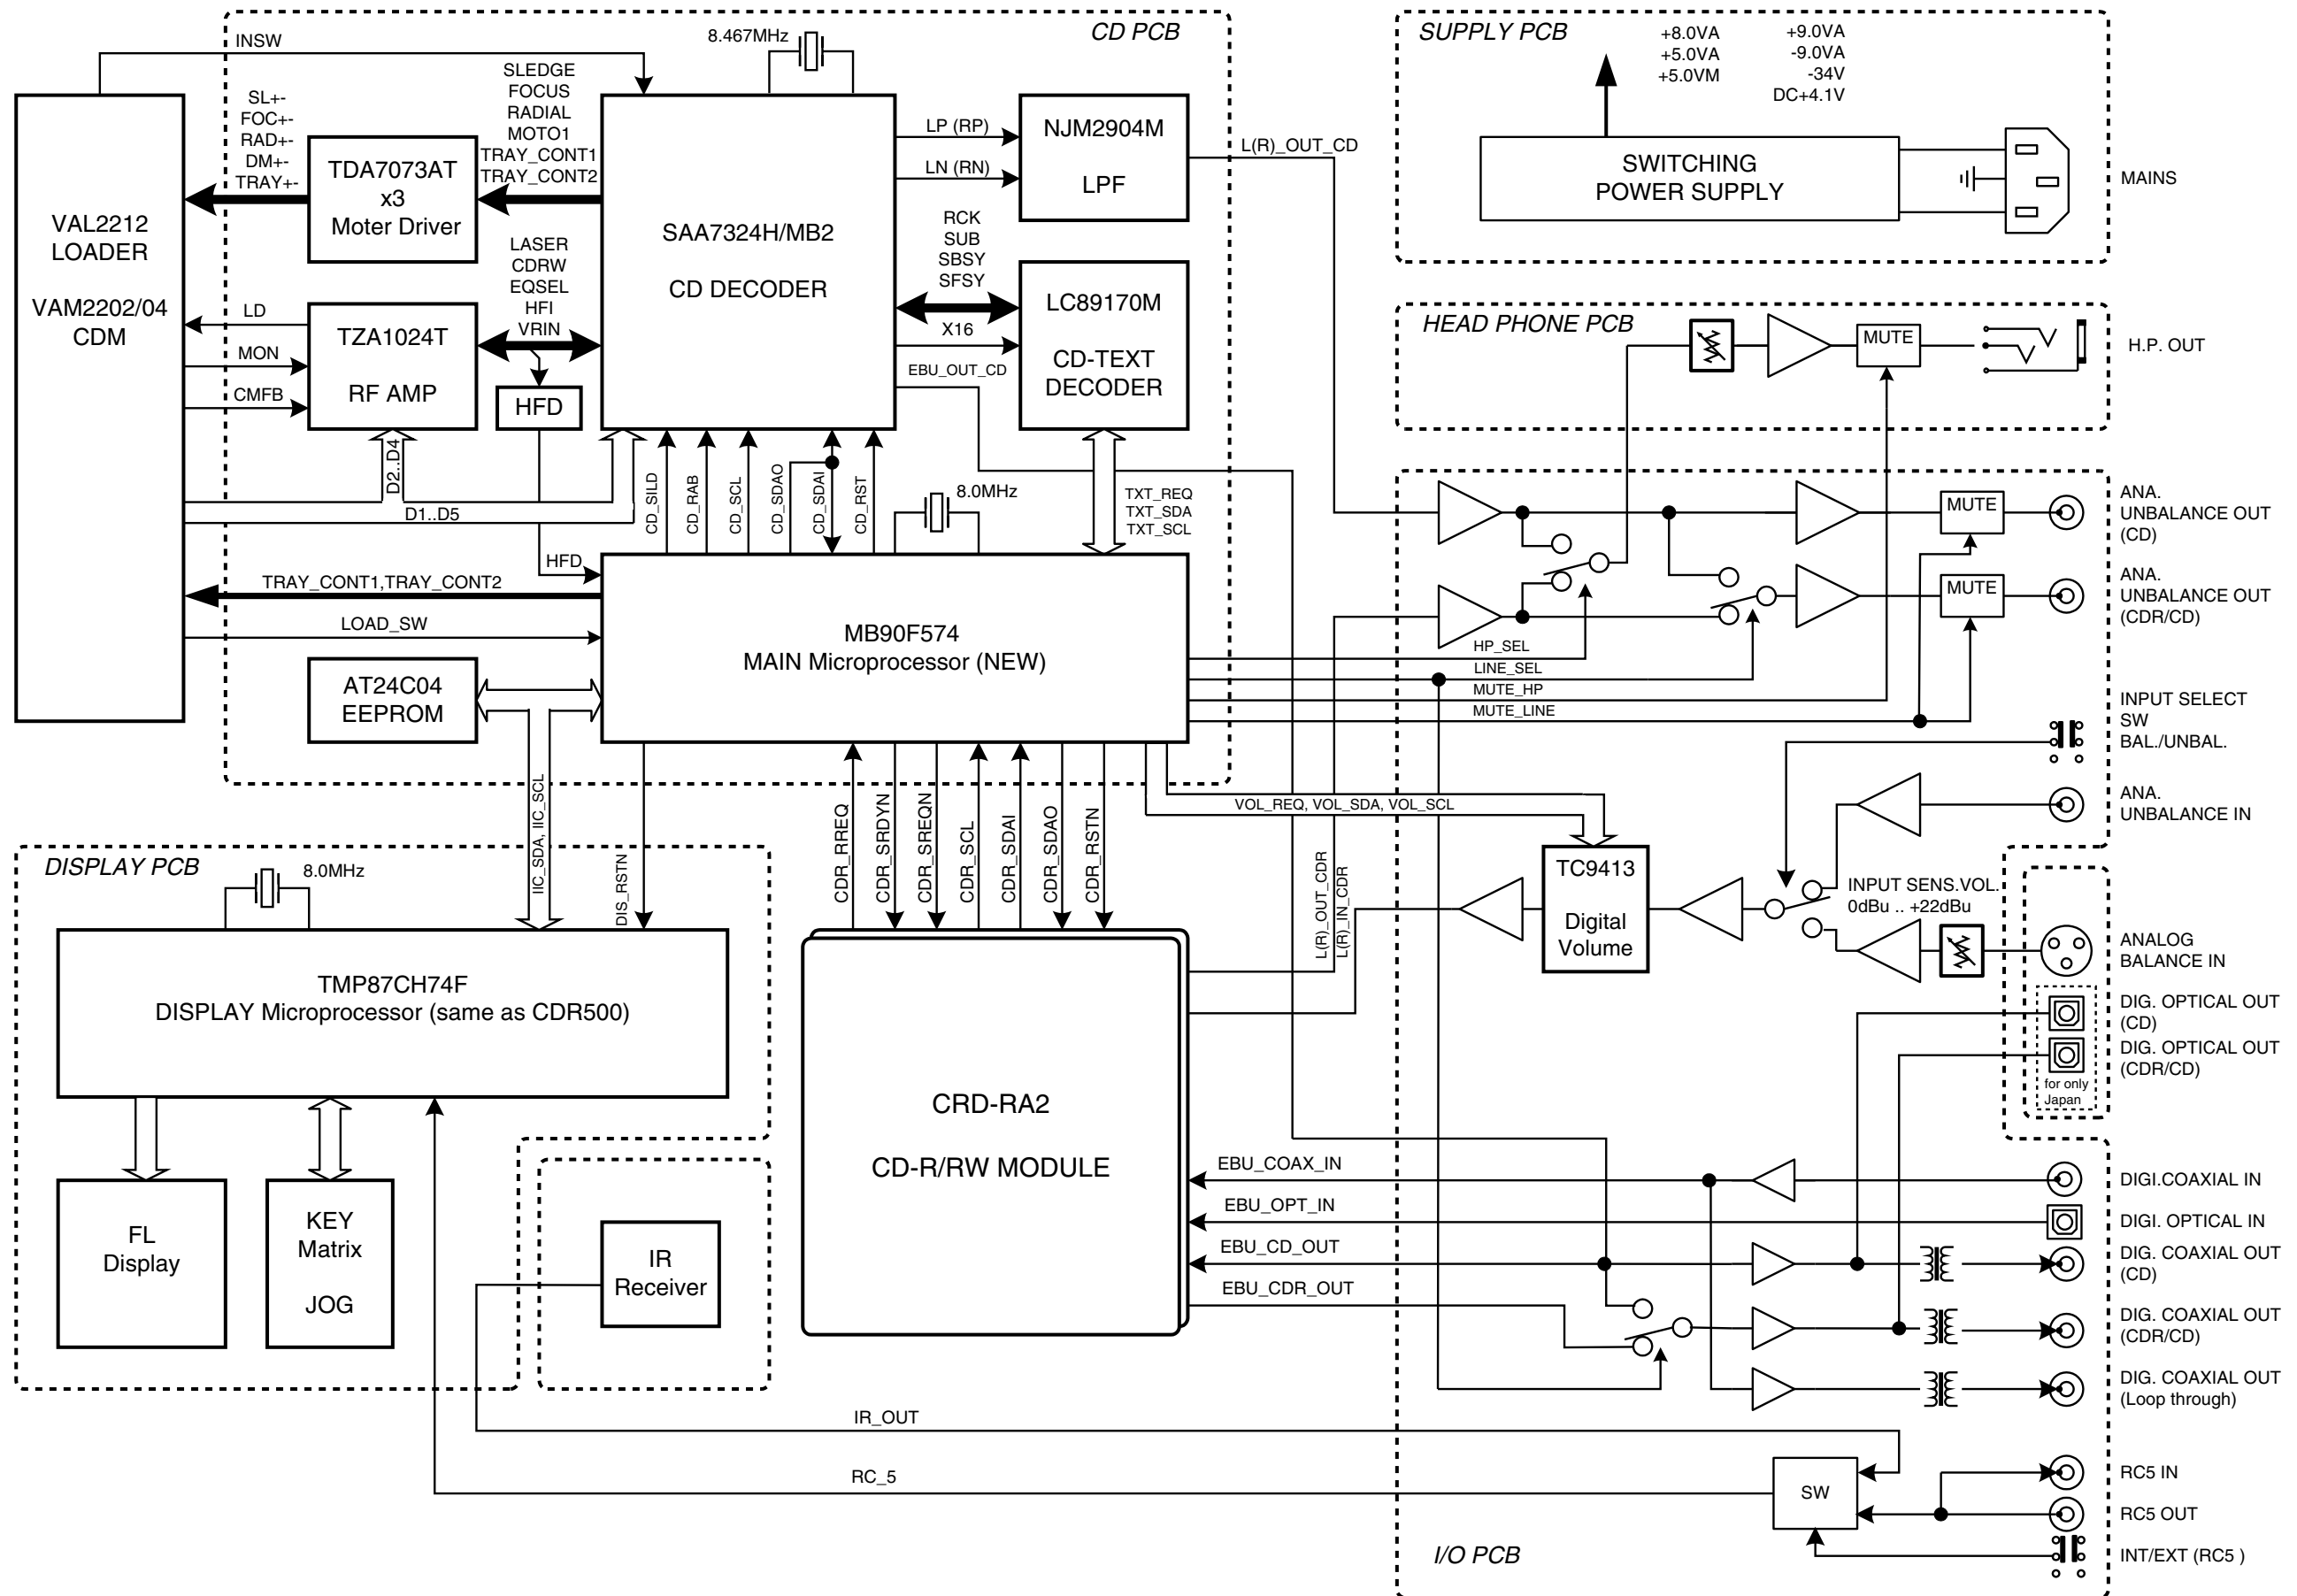 CD PCB
INSW
8.467MHz
SL+-
FOC+-
RAD+-
DM+-
TRAY+-
SLEDGE
FOCUS
RADIAL
MOTO1
TRAY_CONT1
TRAY_CONT2
TDA7073AT
x3
Moter Driver
VAL2212
LOADER
VAM2202/04
CDM
LASER
CDRW
EQSEL
HFI
VRIN
LD
MON
CMFB
TZA1024T
RF AMP
HFD
D2..D4
D1..D5
SAA7324H/MB2
CD DECODER
LP (RP)
LN (RN)
NJM2904M
LPF
L(R)_OUT_CD
RCK
SUB
SBSY
SFSY
X16
EBU_OUT_CD
LC89170M
CD-TEXT
DECODER
CD_SILD
CD_RAB
CD_SCL
CD_SDAO
CD_SDAI
CD_RST
8.0MHz
TXT_REQ
TXT_SDA
TXT_SCL
HFD
TRAY_CONT1,TRAY_CONT2
LOAD_SW
MB90F574
MAIN Microprocessor (NEW)
AT24C04
EEPROM
IIC_SDA, IIC_SCL
DIS_RSTN
CDR_RREQ
CDR_SRDYN
CDR_SREQN
CDR_SCL
CDR_SDAI
CDR_SDAO
CDR_RSTN
DISPLAY PCB
8.0MHz
TMP87CH74F
DISPLAY Microprocessor (same as CDR500)
FL
Display
KEY
Matrix
JOG
IR
Receiver
CRD-RA2
CD-R/RW MODULE
IR_OUT
RC_5
SUPPLY PCB
+8.0VA
+5.0VA
+5.0VM
+9.0VA
-9.0VA
-34V
DC+4.1V
SWITCHING
POWER SUPPLY
MAINS
HEAD PHONE PCB
MUTE
H.P. OUT
MUTE
ANA.
UNBALANCE OUT
(CD)
MUTE
ANA.
UNBALANCE OUT
(CDR/CD)
HP_SEL
LINE_SEL
MUTE_HP
MUTE_LINE
INPUT SELECT
SW
BAL./UNBAL.
VOL_REQ, VOL_SDA, VOL_SCL
ANA.
UNBALANCE IN
L(R)_OUT_CDR
L(R)_IN_CDR
TC9413
Digital
Volume
INPUT SENS.VOL.
0dBu .. +22dBu
ANALOG
BALANCE IN
DIG. OPTICAL OUT
(CD)
DIG. OPTICAL OUT
(CDR/CD)
for only
Japan
EBU_COAX_IN
DIGI.COAXIAL IN
EBU_OPT_IN
DIGI. OPTICAL IN
EBU_CD_OUT
DIG. COAXIAL OUT
(CD)
EBU_CDR_OUT
DIG. COAXIAL OUT
(CDR/CD)
DIG. COAXIAL OUT
(Loop through)
SW
RC5 IN
RC5 OUT
INT/EXT (RC5 )
I/O PCB